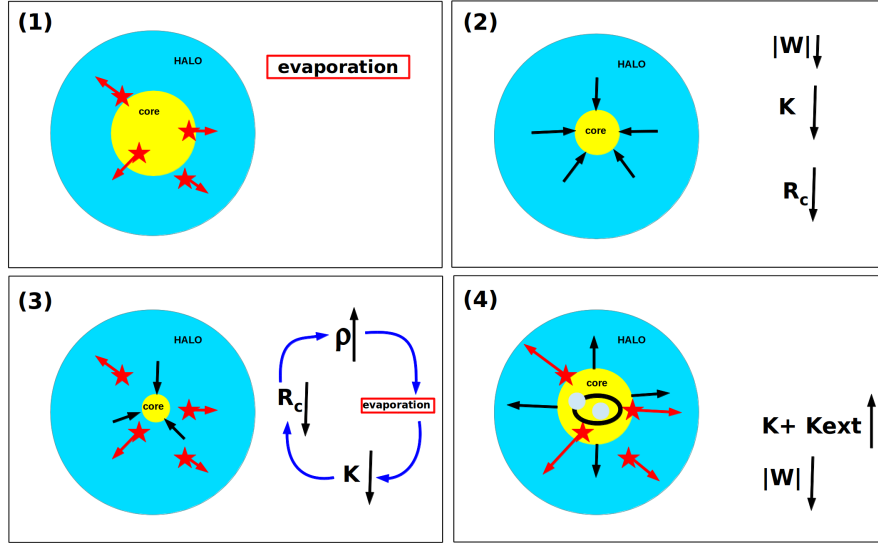 (1)
HALO
core
evaporation
(2)
HALO
core
|W|
K
Rc
(3)
HALO
core
ρ
Rc
evaporation
K
(4)
HALO
core
K+ Kext
|W|